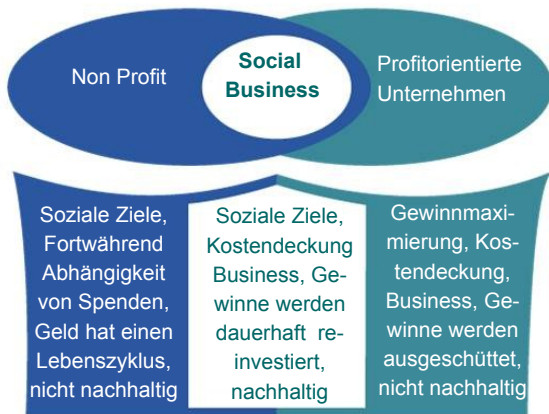 Non Profit
Social
Business
Profitorientierte
Unternehmen
Soziale Ziele,
Fortwährend
Abhängigkeit
von Spenden,
Geld hat einen
Lebenszyklus,
nicht nachhaltig
Soziale Ziele,
Kostendeckung
Business, Ge-
winne werden
dauerhaft re-
investiert,
nachhaltig
Gewinnmaxi-
mierung, Kos-
tendeckung,
Business, Ge-
winne werden
ausgeschüttet,
nicht nachhaltig